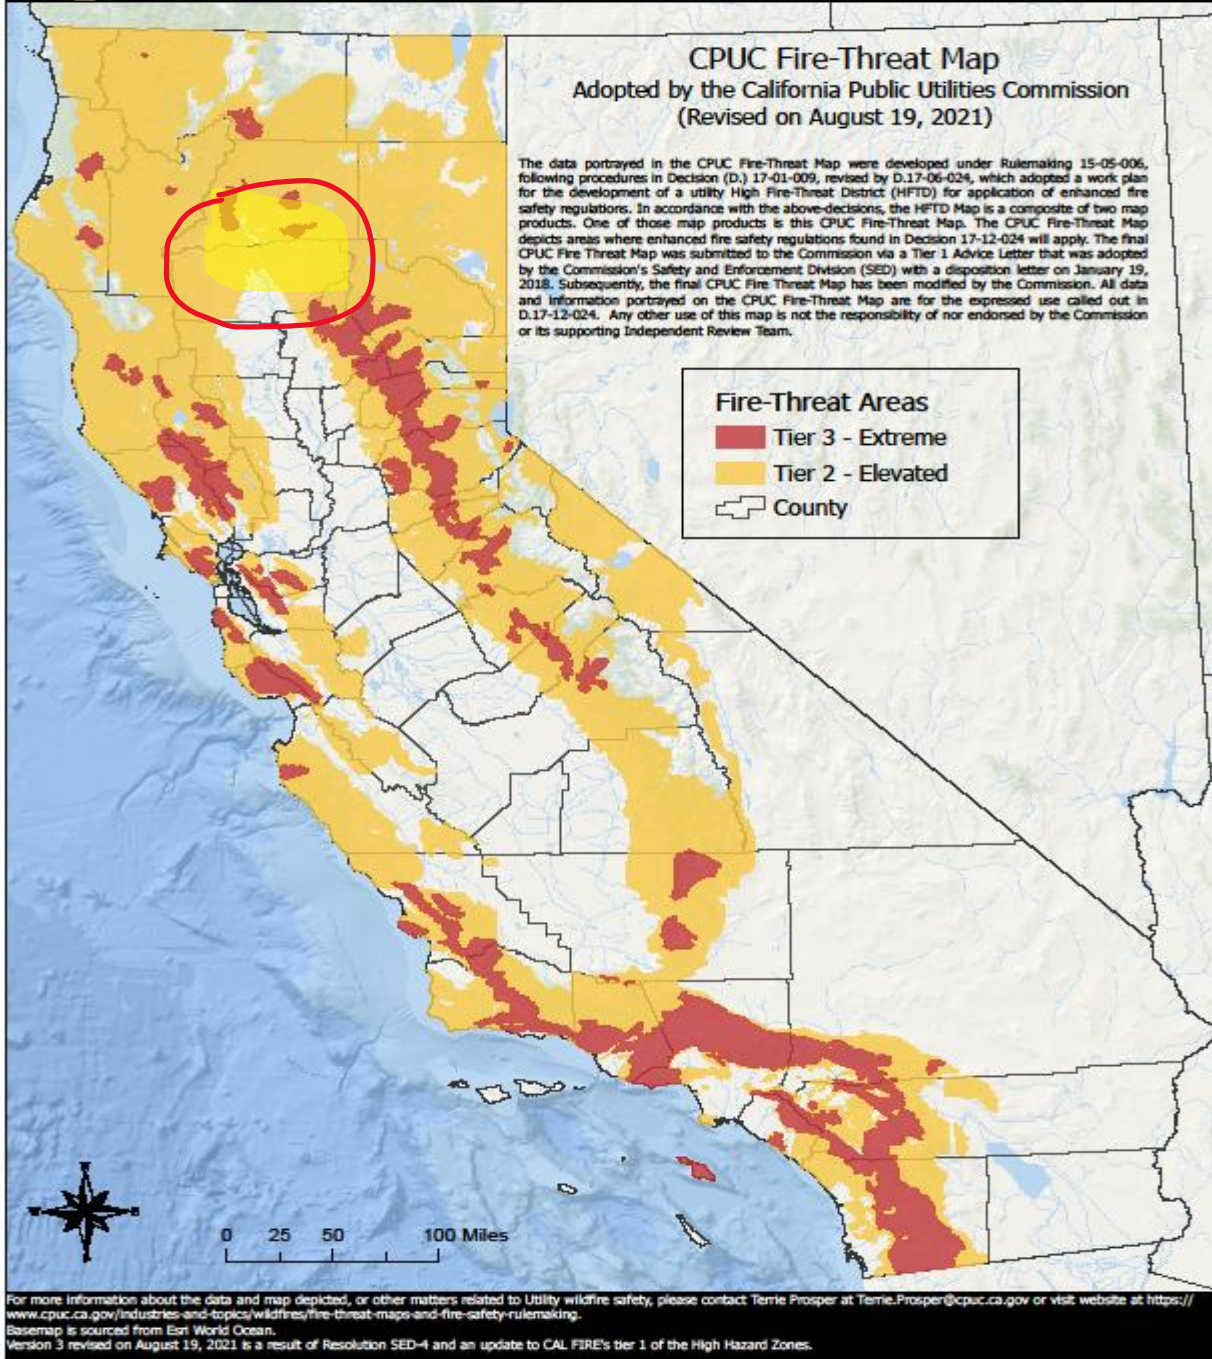 CPUC Fire-Threat Map
Adopted by the California Public Utilities Commission
(Revised on August 19, 2021)
The data portrayed in the CPUC Fire-Threat Map were developed under Rulemaking 15-05-006,
following procedures in Decision (D.) 17-01-009, revised by D.17-06-024, which adopted a work plan
for the development of a utility High Fire-Threat District (HFTD) for application of enhanced fire
safety regulations. In accordance with the above-decisions, the HFTD Map is a composite of two map
products. One of those map products is this CPUC Fire-Threat Map. The CPUC Fire-Threat Map
depicts areas where enhanced fire safety regulations found in Decision 17-12-024 will apply. The final
CPUC Fire Threat Map was submitted to the Commission via a Tier 1 Advice Letter that was adopted
by the Commission's Safety and Enforcement Division (SED) with a disposition letter on January 19,
2018. Subsequently, the final CPUC Fire Threat Map has been modified by the Commission. All data
and information portrayed on the CPUC Fire-Threat Map are for the expressed use called out in
D.17-12-024. Any other use of this map is not the responsibility of nor endorsed by the Commission
or its supporting Independent Review Team.
Fire-Threat Areas
Tier 3 - Extreme
Tier 2 - Elevated
County
0 25 50 100 Miles
For more information about the data and map depicted, or other matters related to Utility wildfire safety, please contact Terrie Prosper at Terrie.Prosper@cpuc.ca.gov or visit website at https://
www.cpuc.ca.gov/industries-and-topics/wildfires/fire-threat-maps-and-fire-safety-rulemaking.
Basemap is sourced from Esri World Ocean.
Version 3 revised on August 19, 2021 is a result of Resolution SED-4 and an update to CAL FIRE's tier 1 of the High Hazard Zones.